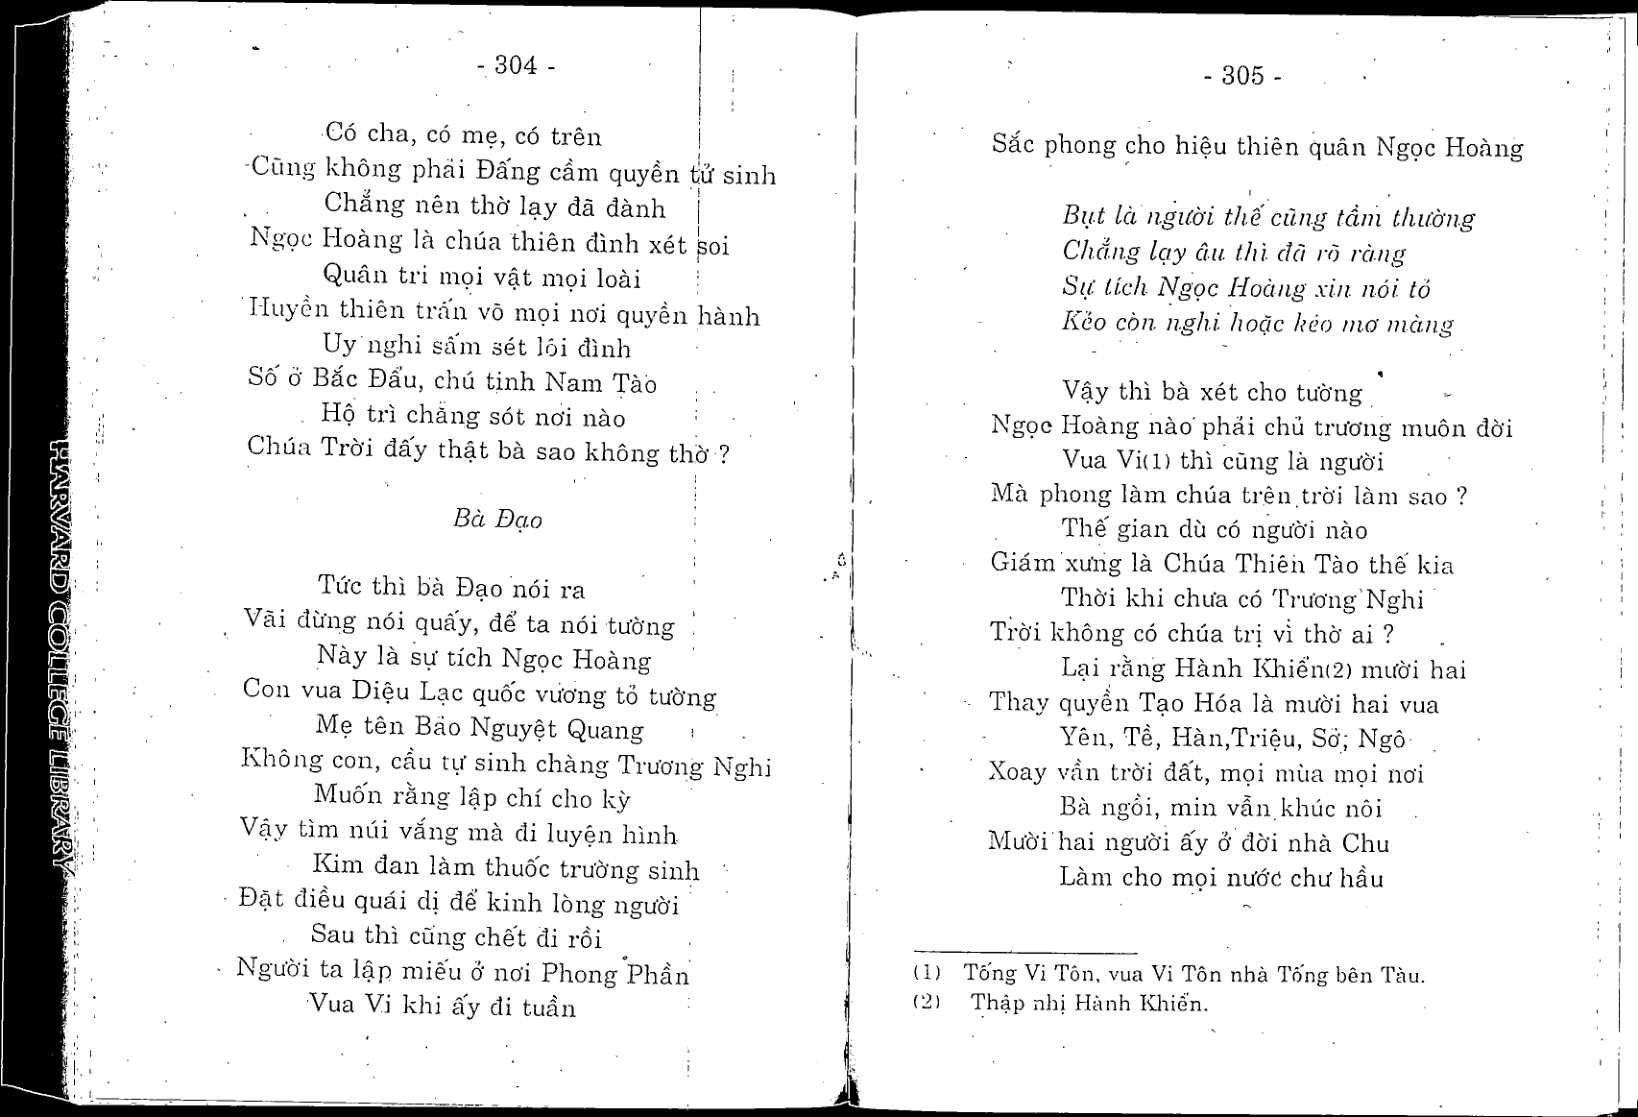 - 304 -
Có cha, có mẹ, có trên
Cũng không phải Đấng cầm quyền tử sinh
Chẳng nên thờ lạy đã đành
Ngọc Hoàng là chúa thiên đình xét soi
Quân tri mọi vật mọi loài
Huyền thiên trấn võ mọi nơi quyền hành
Uy nghi sấm sét lôi đình
Số ở Bắc Đẩu, chú tịnh Nam Tào
Hộ trì chẳng sót nơi nào
Chúa Trời đấy thật bà sao không thờ ?
Bà Đạo
Tức thì bà Đạo nói ra
Vãi đừng nói quấy, để ta nói tường
Này là sự tích Ngọc Hoàng
Con vua Diệu Lạc quốc vương tỏ tường
Mẹ tên Bảo Nguyệt Quang
Không con, cầu tự sinh chàng Trương Nghi
Muốn rằng lập chí cho kỳ
Vậy tìm núi vắng mà đi luyện hình
Kim đan làm thuốc trường sinh
Đặt điều quái dị để kinh lòng người
Sau thì cũng chết đi rồi
Người ta lập miếu ở nơi Phong Phần
Vua Vi khi ấy đi tuần
- 305 -
Sắc phong cho hiệu thiên quân Ngọc Hoàng
Bụt là người thế cũng tầm thường
Chẳng lạy âu thì đã rõ ràng
Sự tích Ngọc Hoàng xin nói tỏ
Kẻo còn nghi hoặc kẻo mơ màng
Vậy thì bà xét cho tường
Ngọc Hoàng nào phải chủ trương muôn đời
Vua Vi(1) thì cũng là người
Mà phong làm chúa trên trời làm sao ?
Thế gian dù có người nào
Giám xưng là Chúa Thiên Tào thế kia
Thời khi chưa có Trương Nghi
Trời không có chúa trị vì thờ ai ?
Lại rằng Hành Khiển(2) mười hai
Thay quyền Tạo Hóa là mười hai vua
Yên, Tề, Hàn,Triệu, Sở; Ngô
Xoay vần trời đất, mọi mùa mọi nơi
Bà ngồi, min vẫn khúc nôi
Mười hai người ấy ở đời nhà Chu
Làm cho mọi nước chư hầu
(1) Tống Vi Tôn, vua Vi Tôn nhà Tống bên Tàu.
(2) Thập nhị Hành Khiển.
HARVARD COLLEGE LIBRARY